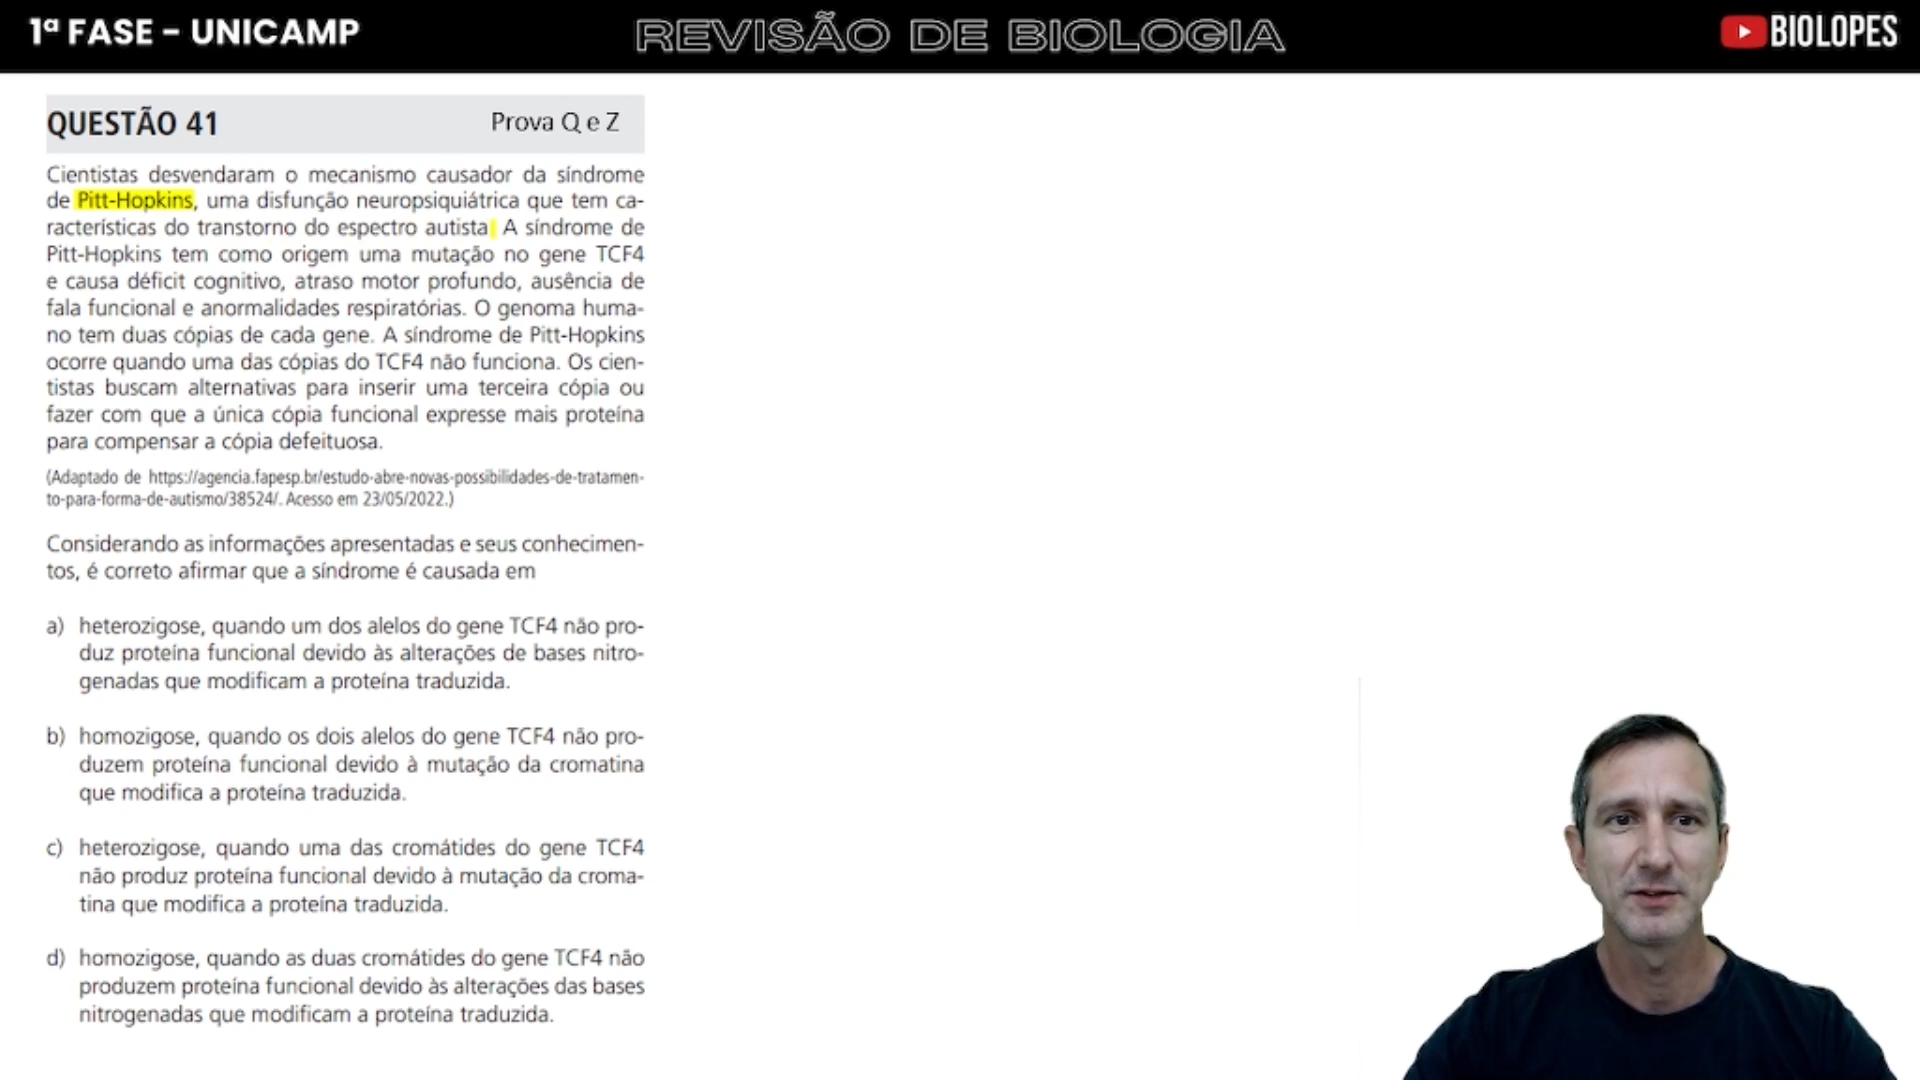 1ª FASE - UNICAMP
REVISÃO DE BIOLOGIA
BIOLOPES
QUESTÃO 41
Prova Q e Z
Cientistas desvendaram o mecanismo causador da síndrome
de Pitt-Hopkins, uma disfunção neuropsiquiátrica que tem ca-
racterísticas do transtorno do espectro autista. A síndrome de
Pitt-Hopkins tem como origem uma mutação no gene TCF4
e causa déficit cognitivo, atraso motor profundo, ausência de
fala funcional e anormalidades respiratórias. O genoma huma-
no tem duas cópias de cada gene. A síndrome de Pitt-Hopkins
ocorre quando uma das cópias do TCF4 não funciona. Os cien-
tistas buscam alternativas para inserir uma terceira cópia ou
fazer com que a única cópia funcional expresse mais proteína
para compensar a cópia defeituosa.
(Adaptado de https://agencia.fapesp.br/estudo-abre-novas-possibilidades-de-tratamen-
to-para-forma-de-autismo/38524/. Acesso em 23/05/2022.)
Considerando as informações apresentadas e seus conhecimen-
tos, é correto afirmar que a síndrome é causada em
a) heterozigose, quando um dos alelos do gene TCF4 não pro-
duz proteína funcional devido às alterações de bases nitro-
genadas que modificam a proteína traduzida.
b) homozigose, quando os dois alelos do gene TCF4 não pro-
duzem proteína funcional devido à mutação da cromatina
que modifica a proteína traduzida.
c) heterozigose, quando uma das cromátides do gene TCF4
não produz proteína funcional devido à mutação da croma-
tina que modifica a proteína traduzida.
d) homozigose, quando as duas cromátides do gene TCF4 não
produzem proteína funcional devido às alterações das bases
nitrogenadas que modificam a proteína traduzida.